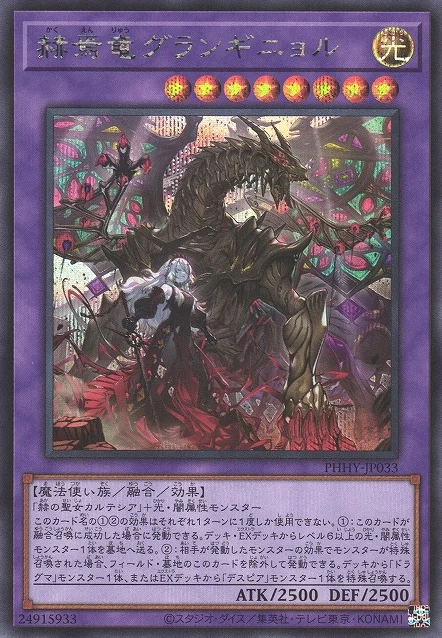 赫焉竜グランギニョル
光
PHHY-JP033
【魔法使い族／融合／効果】
「赫の聖女カルテシア」＋光・闇属性モンスター
このカード名の①②の効果はそれぞれ1ターンに1度しか使用できない。①：このカードが
融合召喚に成功した場合に発動できる。デッキ・EXデッキからレベル6以上の光・闇属性
モンスター1体を墓地へ送る。②：相手が発動したモンスターの効果でモンスターが特殊
召喚された場合、フィールド・墓地のこのカードを除外して発動できる。デッキから「ドラ
グマ」モンスター1体、またはEXデッキから「デスピア」モンスター1体を特殊召喚する。
ATK/2500 DEF/2500
24915933
©スタジオ・ダイス／集英社・テレビ東京・KONAMI